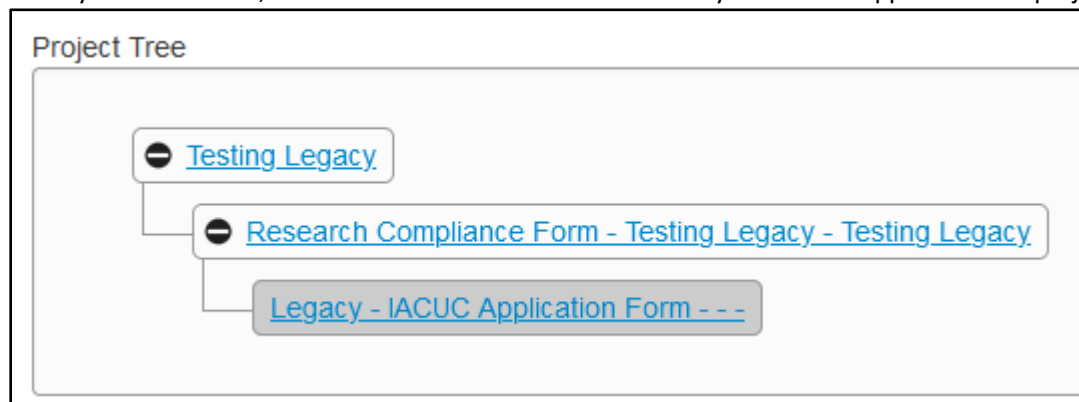 Project Tree
Testing Legacy
Research Compliance Form - Testing Legacy - Testing Legacy
Legacy - IACUC Application Form - - -